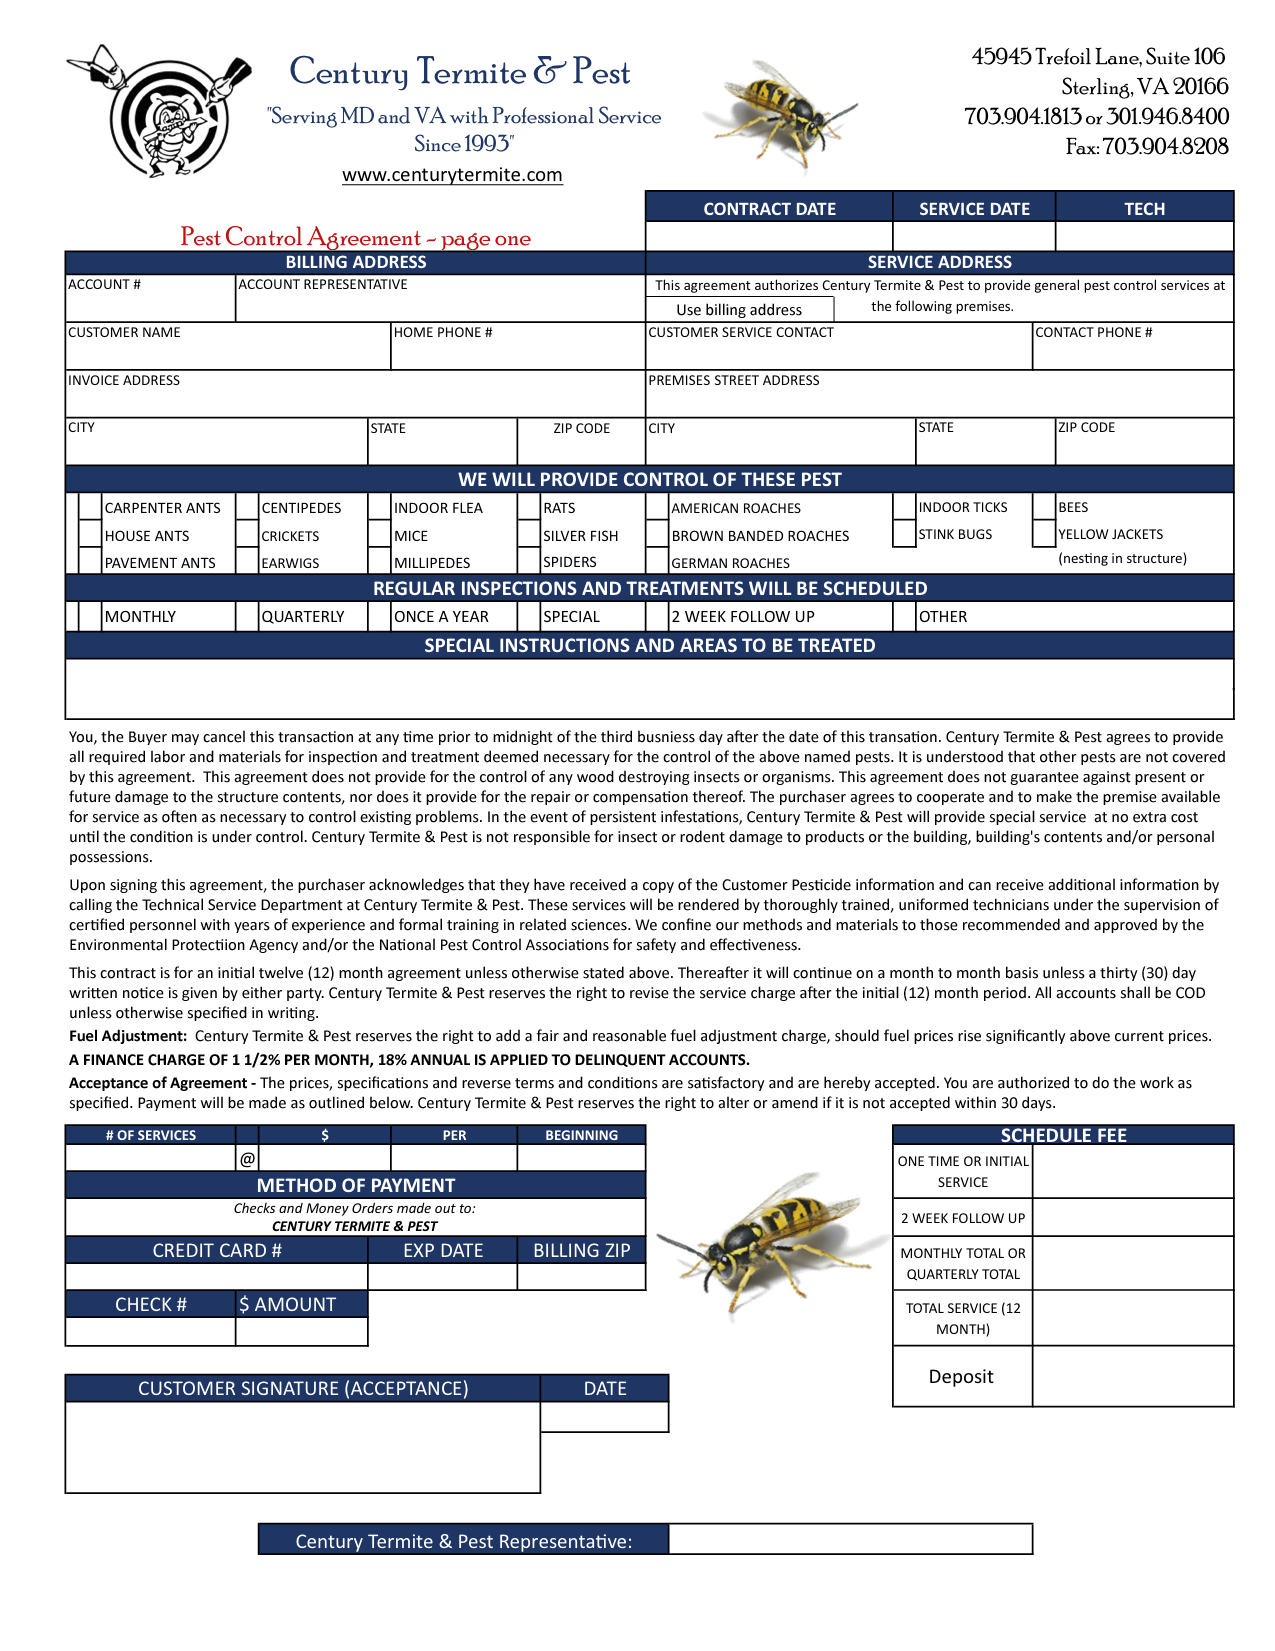 Century Termite & Pest
"Serving MD and VA with Professional Service
Since 1993"
www.centurytermite.com
45945 Trefoil Lane, Suite 106
Sterling, VA 20166
703.904.1813 or 301.946.8400
Fax: 703.904.8208
CONTRACT DATE SERVICE DATE TECH
Pest Control Agreement ~ page one
BILLING ADDRESS SERVICE ADDRESS
ACCOUNT # ACCOUNT REPRESENTATIVE This agreement authorizes Century Termite & Pest to provide general pest control services at
Use billing address the following premises.
CUSTOMER NAME HOME PHONE # CUSTOMER SERVICE CONTACT CONTACT PHONE #
INVOICE ADDRESS PREMISES STREET ADDRESS
CITY STATE ZIP CODE CITY STATE ZIP CODE
WE WILL PROVIDE CONTROL OF THESE PEST
CARPENTER ANTS CENTIPEDES INDOOR FLEA RATS AMERICAN ROACHES INDOOR TICKS BEES
HOUSE ANTS CRICKETS MICE SILVER FISH BROWN BANDED ROACHES STINK BUGS YELLOW JACKETS
PAVEMENT ANTS EARWIGS MILLIPEDES SPIDERS GERMAN ROACHES (nesting in structure)
REGULAR INSPECTIONS AND TREATMENTS WILL BE SCHEDULED
MONTHLY QUARTERLY ONCE A YEAR SPECIAL 2 WEEK FOLLOW UP OTHER
SPECIAL INSTRUCTIONS AND AREAS TO BE TREATED
You, the Buyer may cancel this transaction at any time prior to midnight of the third busniess day after the date of this transation. Century Termite & Pest agrees to provide
all required labor and materials for inspection and treatment deemed necessary for the control of the above named pests. It is understood that other pests are not covered
by this agreement. This agreement does not provide for the control of any wood destroying insects or organisms. This agreement does not guarantee against present or
future damage to the structure contents, nor does it provide for the repair or compensation thereof. The purchaser agrees to cooperate and to make the premise available
for service as often as necessary to control existing problems. In the event of persistent infestations, Century Termite & Pest will provide special service at no extra cost
until the condition is under control. Century Termite & Pest is not responsible for insect or rodent damage to products or the building, building's contents and/or personal
possessions.
Upon signing this agreement, the purchaser acknowledges that they have received a copy of the Customer Pesticide information and can receive additional information by
calling the Technical Service Department at Century Termite & Pest. These services will be rendered by thoroughly trained, uniformed technicians under the supervision of
certified personnel with years of experience and formal training in related sciences. We confine our methods and materials to those recommended and approved by the
Environmental Protectiion Agency and/or the National Pest Control Associations for safety and effectiveness.
This contract is for an initial twelve (12) month agreement unless otherwise stated above. Thereafter it will continue on a month to month basis unless a thirty (30) day
written notice is given by either party. Century Termite & Pest reserves the right to revise the service charge after the initial (12) month period. All accounts shall be COD
unless otherwise specified in writing.
Fuel Adjustment: Century Termite & Pest reserves the right to add a fair and reasonable fuel adjustment charge, should fuel prices rise significantly above current prices.
A FINANCE CHARGE OF 1 1/2% PER MONTH, 18% ANNUAL IS APPLIED TO DELINQUENT ACCOUNTS.
Acceptance of Agreement - The prices, specifications and reverse terms and conditions are satisfactory and are hereby accepted. You are authorized to do the work as
specified. Payment will be made as outlined below. Century Termite & Pest reserves the right to alter or amend if it is not accepted within 30 days.
# OF SERVICES $ PER BEGINNING
@
METHOD OF PAYMENT
Checks and Money Orders made out to:
CENTURY TERMITE & PEST
CREDIT CARD # EXP DATE BILLING ZIP
CHECK # $ AMOUNT
SCHEDULE FEE
ONE TIME OR INITIAL
SERVICE
2 WEEK FOLLOW UP
MONTHLY TOTAL OR
QUARTERLY TOTAL
TOTAL SERVICE (12
MONTH)
Deposit
CUSTOMER SIGNATURE (ACCEPTANCE) DATE
Century Termite & Pest Representative: